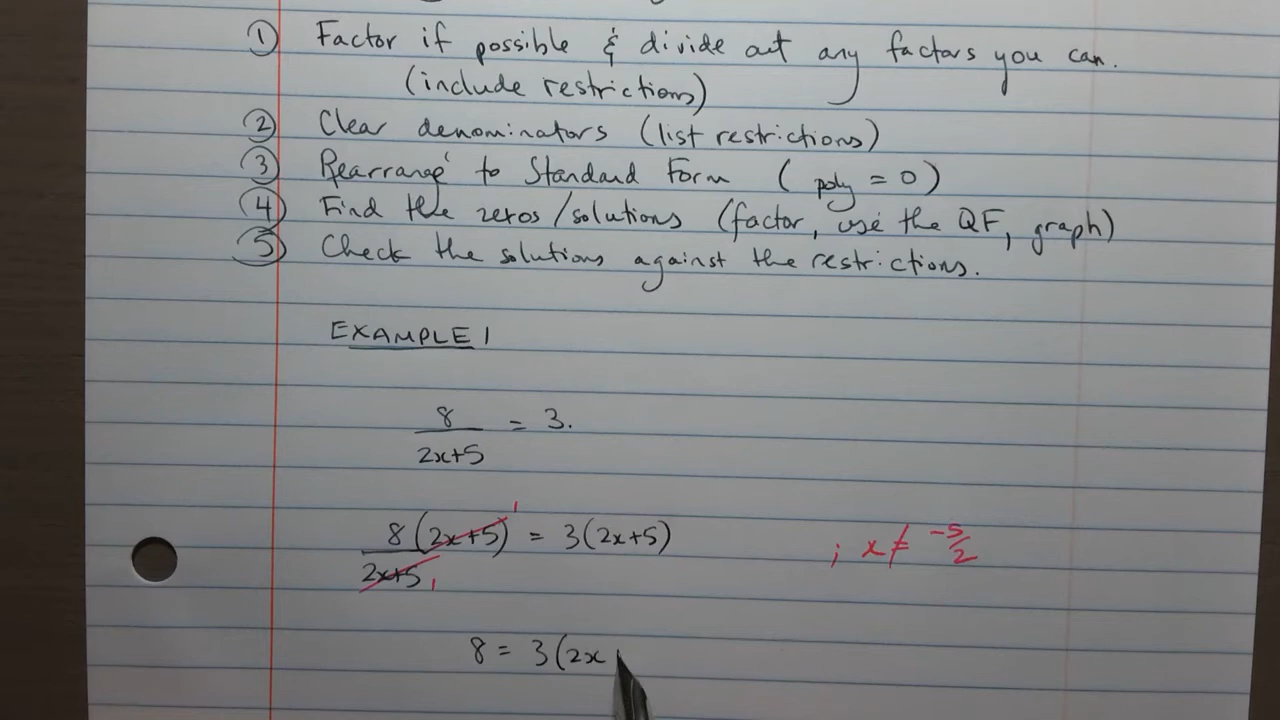 ① Factor if possible & divide out any factors you can.
(include restrictions)
② Clear denominators (list restrictions)
③ Rearrange to Standard Form ( poly = 0 )
④ Find the zeros/solutions (factor, use the QF, graph)
⑤ Check the solutions against the restrictions.
EXAMPLE 1
8/(2x+5) = 3.
8(2x+5)¹/(2x+5)₁ = 3(2x+5) ; x ≠ -5/2
8 = 3(2x